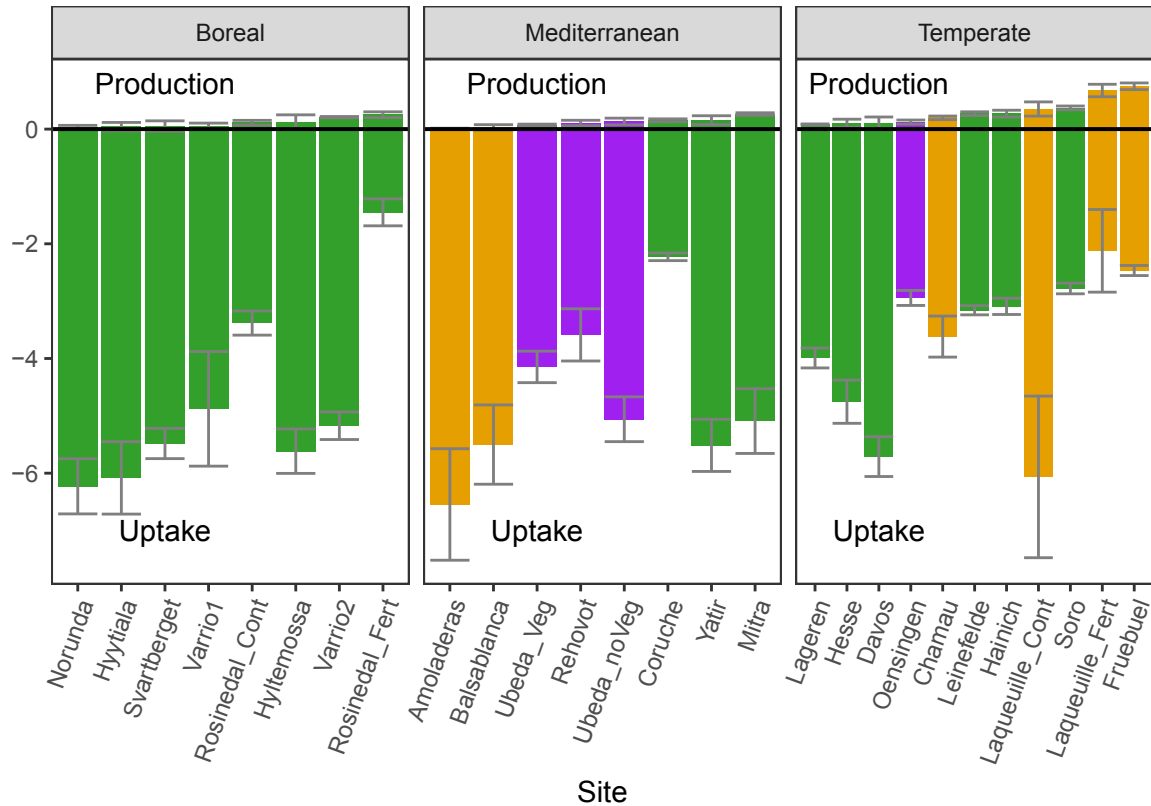 Boreal
Mediterranean
Temperate
Production
Production
Production
0
−2
−4
−6
Uptake
Uptake
Uptake
Norunda
Hyytiala
Svartberget
Varrio1
Rosinedal_Cont
Hyltemossa
Varrio2
Rosinedal_Fert
Amoladeras
Balsablanca
Ubeda_Veg
Rehovot
Ubeda_noVeg
Coruche
Yatir
Mitra
Lageren
Hesse
Davos
Oensingen
Chamau
Leinefelde
Hainich
Laqueuille_Cont
Soro
Laqueuille_Fert
Fruebuel
Site